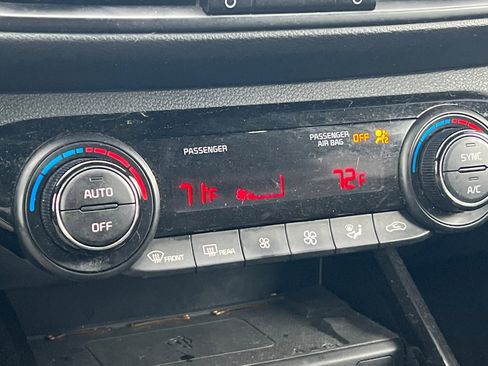 PASSENGER
PASSENGER AIR BAG OFF
AUTO
OFF
71F
72F
SYNC
A/C
FRONT
REAR